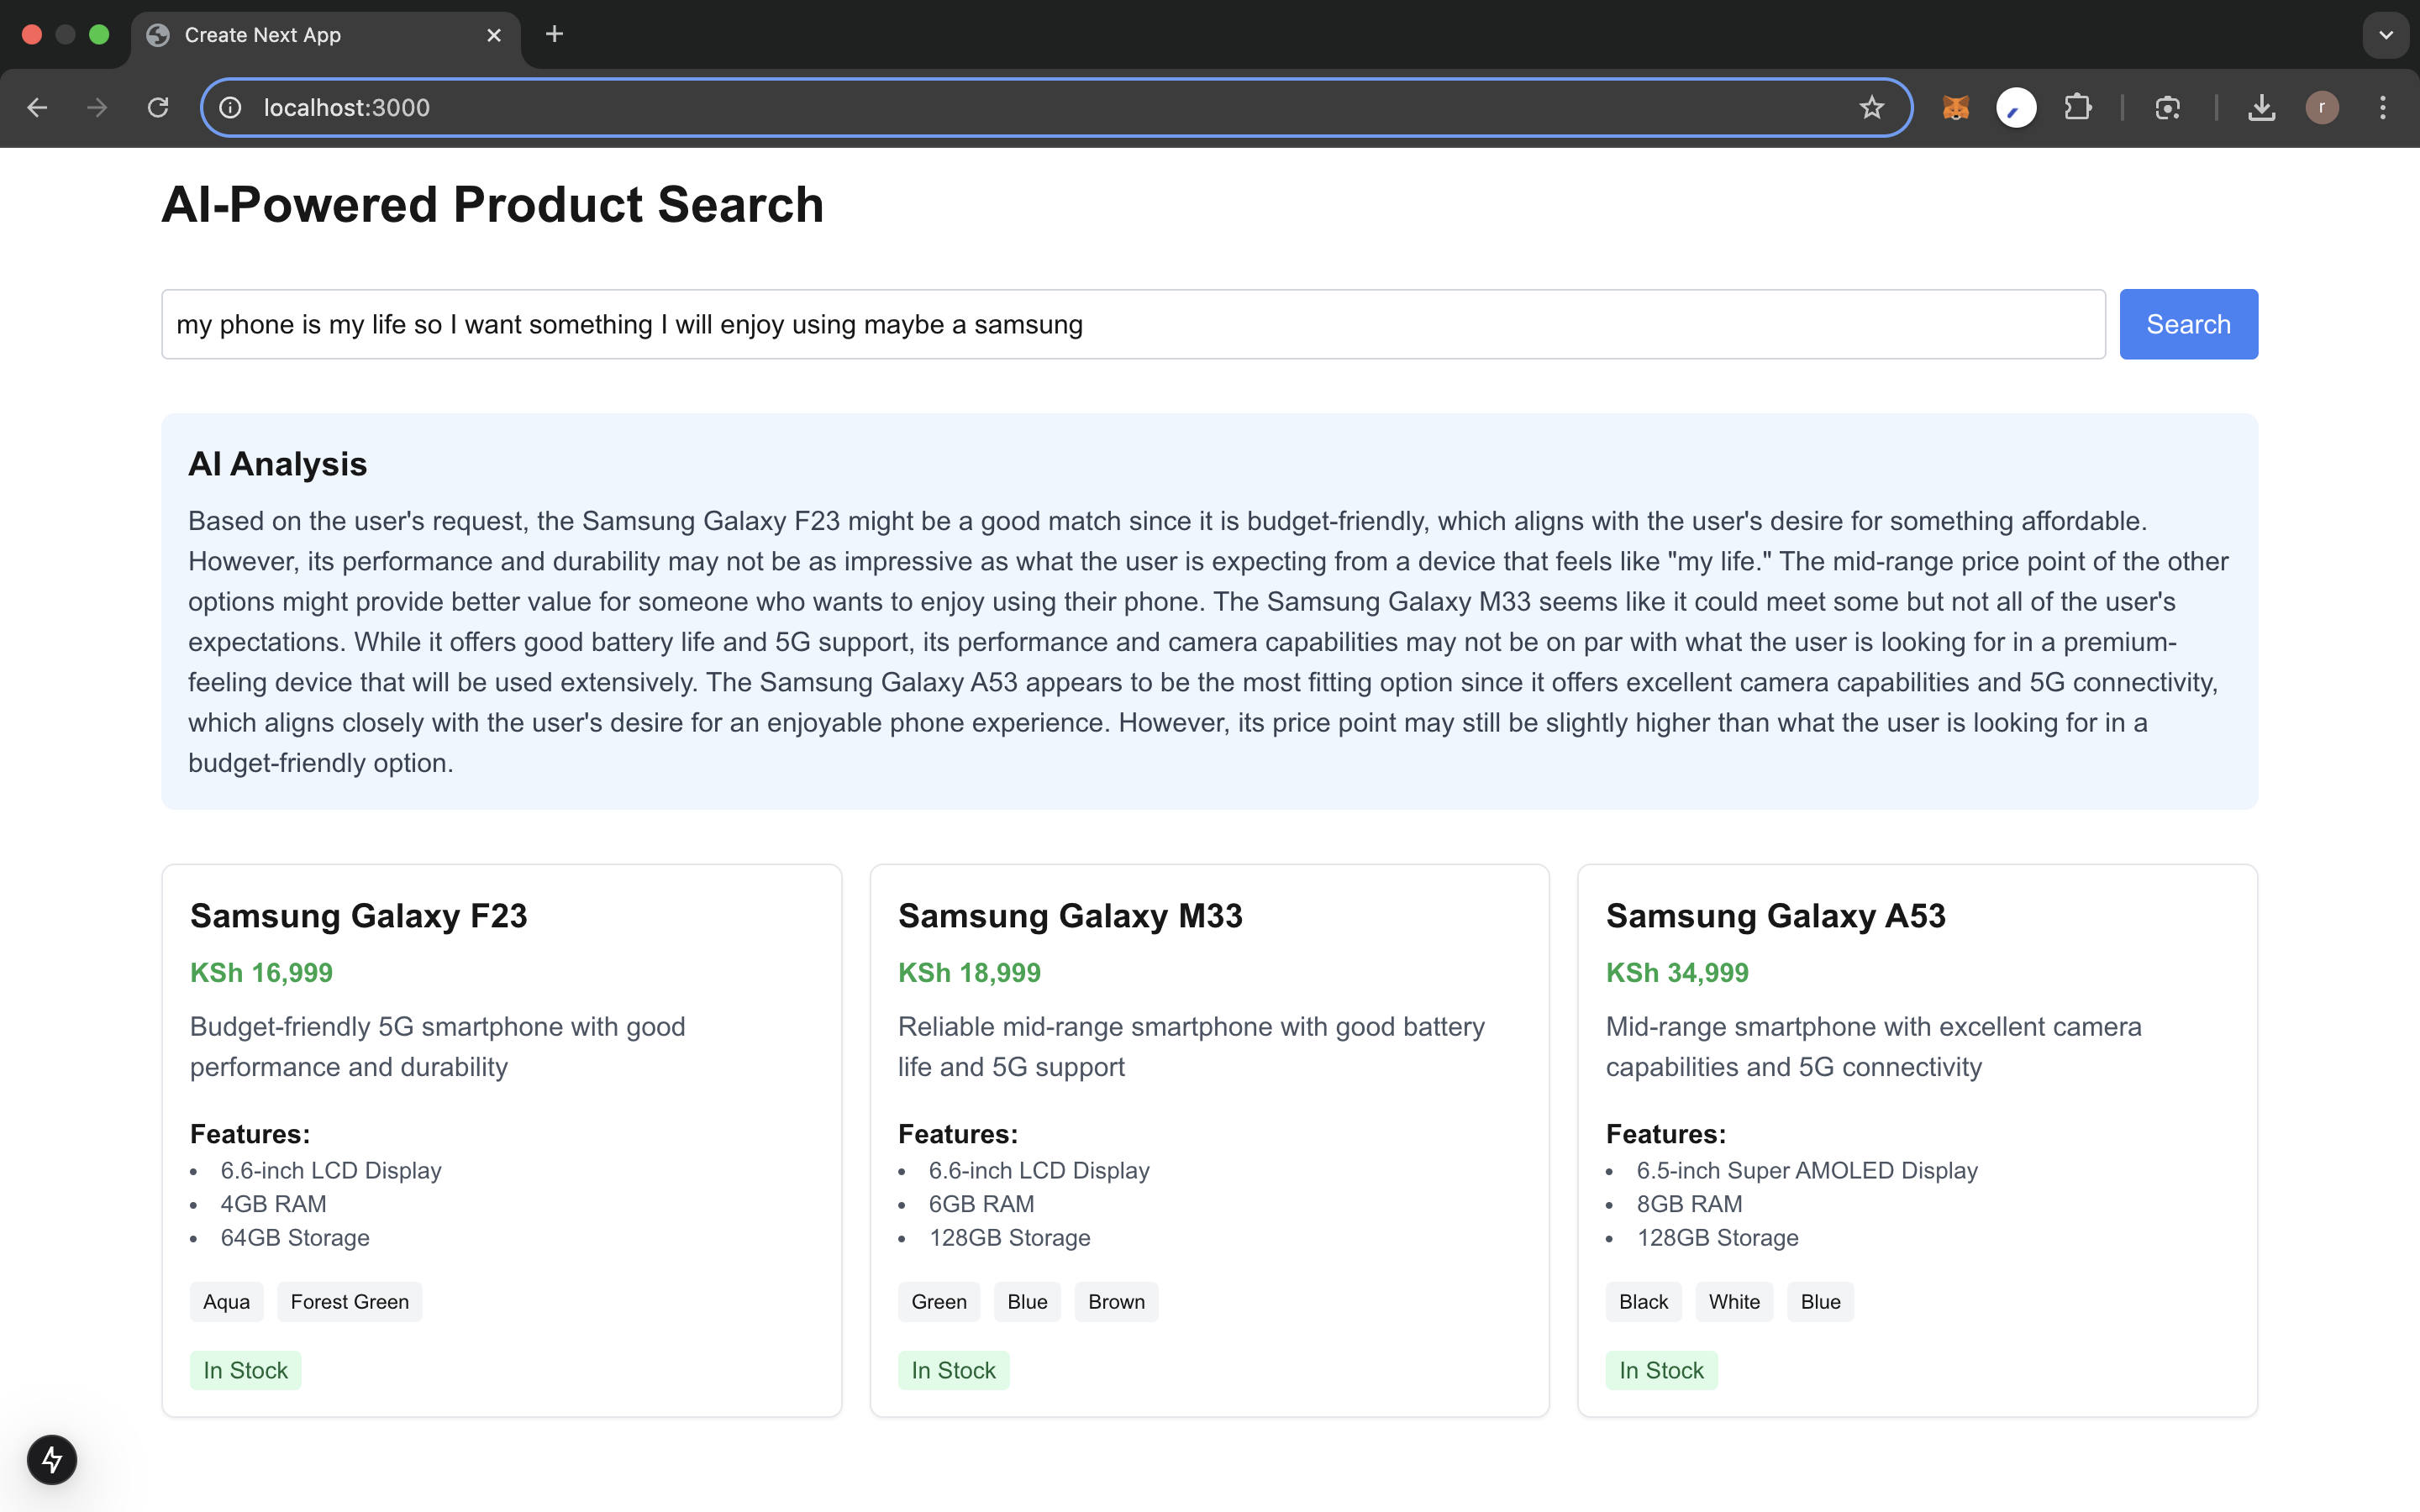 Create Next App
localhost:3000
r
AI-Powered Product Search
my phone is my life so I want something I will enjoy using maybe a samsung
Search
AI Analysis
Based on the user's request, the Samsung Galaxy F23 might be a good match since it is budget-friendly, which aligns with the user's desire for something affordable.
However, its performance and durability may not be as impressive as what the user is expecting from a device that feels like "my life." The mid-range price point of the other
options might provide better value for someone who wants to enjoy using their phone. The Samsung Galaxy M33 seems like it could meet some but not all of the user's
expectations. While it offers good battery life and 5G support, its performance and camera capabilities may not be on par with what the user is looking for in a premium-
feeling device that will be used extensively. The Samsung Galaxy A53 appears to be the most fitting option since it offers excellent camera capabilities and 5G connectivity,
which aligns closely with the user's desire for an enjoyable phone experience. However, its price point may still be slightly higher than what the user is looking for in a
budget-friendly option.
Samsung Galaxy F23
KSh 16,999
Budget-friendly 5G smartphone with good
performance and durability
Features:
• 6.6-inch LCD Display
• 4GB RAM
• 64GB Storage
Aqua Forest Green
In Stock
Samsung Galaxy M33
KSh 18,999
Reliable mid-range smartphone with good battery
life and 5G support
Features:
• 6.6-inch LCD Display
• 6GB RAM
• 128GB Storage
Green Blue Brown
In Stock
Samsung Galaxy A53
KSh 34,999
Mid-range smartphone with excellent camera
capabilities and 5G connectivity
Features:
• 6.5-inch Super AMOLED Display
• 8GB RAM
• 128GB Storage
Black White Blue
In Stock